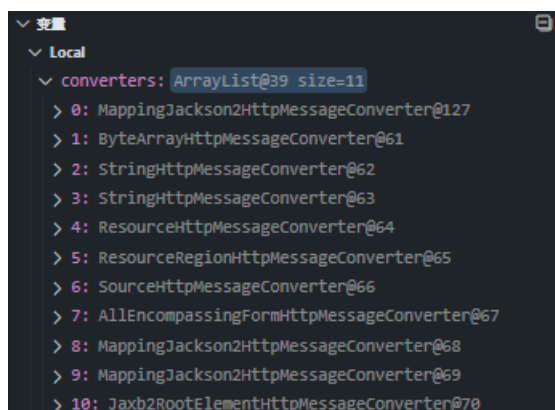 变量
Local
converters: ArrayList@39 size=11
0: MappingJackson2HttpMessageConverter@127
1: ByteArrayHttpMessageConverter@61
2: StringHttpMessageConverter@62
3: StringHttpMessageConverter@63
4: ResourceHttpMessageConverter@64
5: ResourceRegionHttpMessageConverter@65
6: SourceHttpMessageConverter@66
7: AllEncompassingFormHttpMessageConverter@67
8: MappingJackson2HttpMessageConverter@68
9: MappingJackson2HttpMessageConverter@69
10: Jaxb2RootElementHttpMessageConverter@70